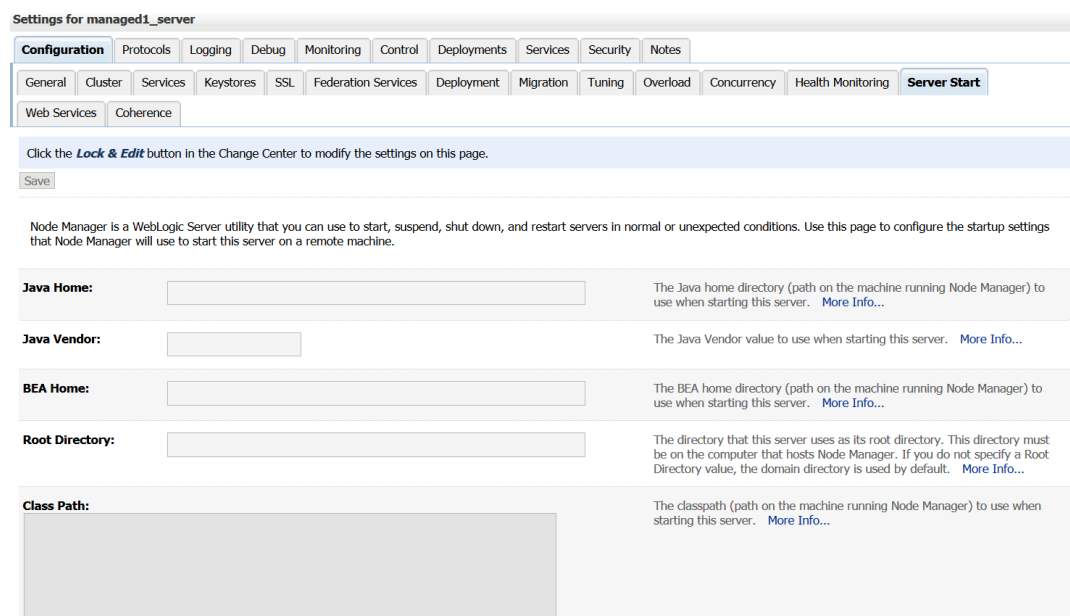 Settings for managed1_server
Configuration Protocols Logging Debug Monitoring Control Deployments Services Security Notes
General Cluster Services Keystores SSL Federation Services Deployment Migration Tuning Overload Concurrency Health Monitoring Server Start
Web Services Coherence
Click the Lock & Edit button in the Change Center to modify the settings on this page.
Save
Node Manager is a WebLogic Server utility that you can use to start, suspend, shut down, and restart servers in normal or unexpected conditions. Use this page to configure the startup settings
that Node Manager will use to start this server on a remote machine.
Java Home:
The Java home directory (path on the machine running Node Manager) to
use when starting this server. More Info...
Java Vendor:
The Java Vendor value to use when starting this server. More Info...
BEA Home:
The BEA home directory (path on the machine running Node Manager) to
use when starting this server. More Info...
Root Directory:
The directory that this server uses as its root directory. This directory must
be on the computer that hosts Node Manager. If you do not specify a Root
Directory value, the domain directory is used by default. More Info...
Class Path:
The classpath (path on the machine running Node Manager) to use when
starting this server. More Info...